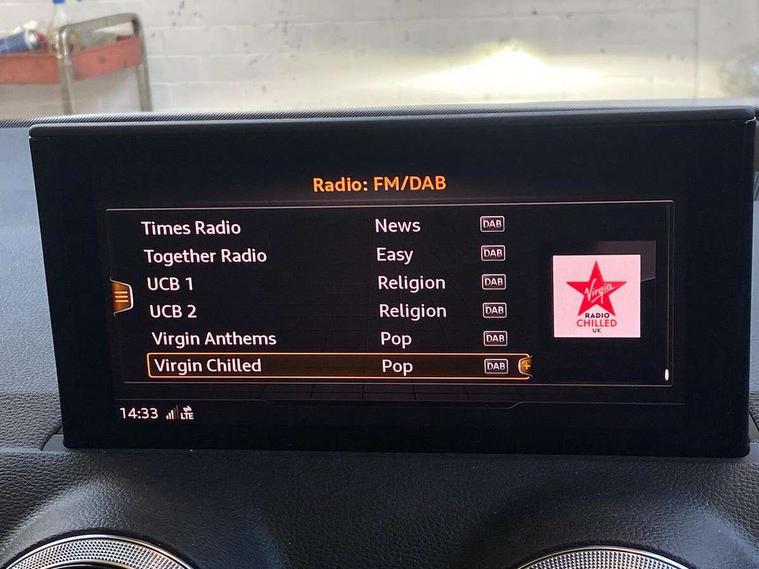 Radio: FM/DAB
Times Radio News DAB
Together Radio Easy DAB
UCB 1 Religion DAB
UCB 2 Religion DAB
Virgin Anthems Pop DAB
Virgin Chilled Pop DAB
Virgin
RADIO
CHILLED
UK
14:33 LTE